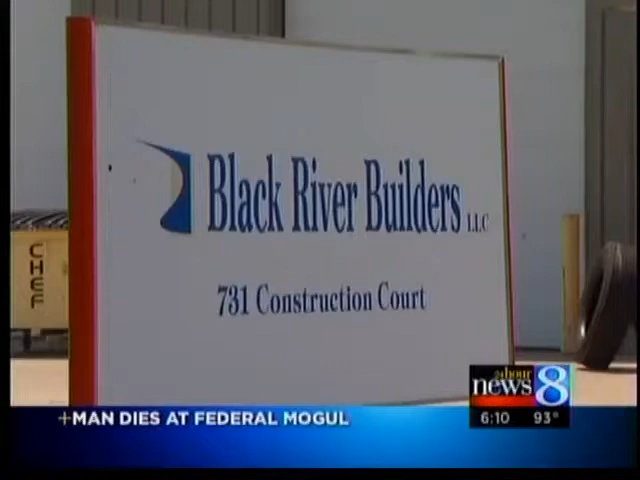 Black River Builders LLC
731 Construction Court
CHEF
24hour
news 8
6:10 93°
+MAN DIES AT FEDERAL MOGUL